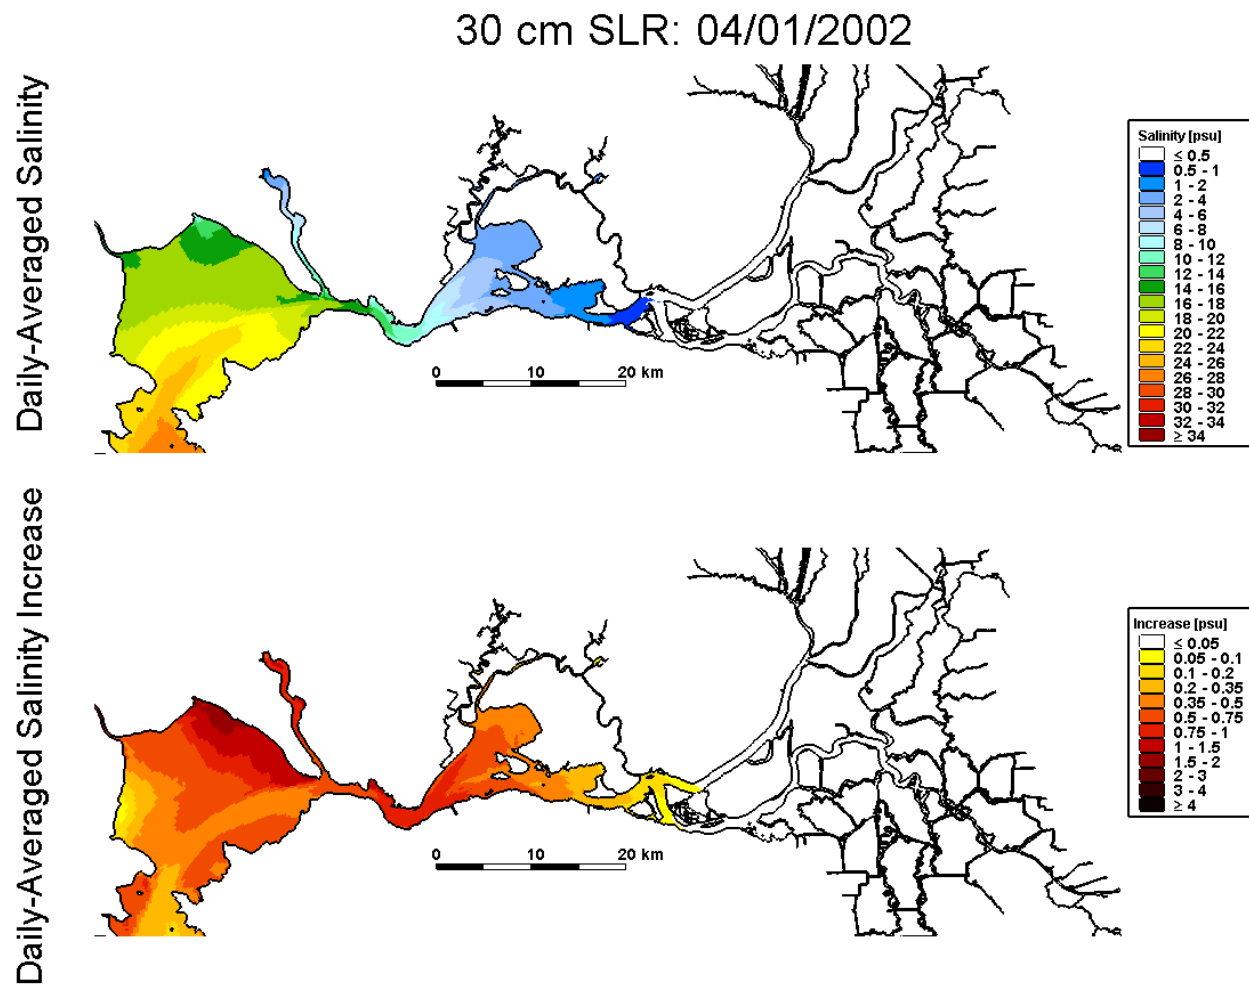 30 cm SLR: 04/01/2002
Daily-Averaged Salinity
Salinity [psu]
≤ 0.5
0.5 - 1
1 - 2
2 - 4
4 - 6
6 - 8
8 - 10
10 - 12
12 - 14
14 - 16
16 - 18
18 - 20
20 - 22
22 - 24
24 - 26
26 - 28
28 - 30
30 - 32
32 - 34
≥ 34
0 10 20 km
Daily-Averaged Salinity Increase
Increase [psu]
≤ 0.05
0.05 - 0.1
0.1 - 0.2
0.2 - 0.35
0.35 - 0.5
0.5 - 0.75
0.75 - 1
1 - 1.5
1.5 - 2
2 - 3
3 - 4
≥ 4
0 10 20 km